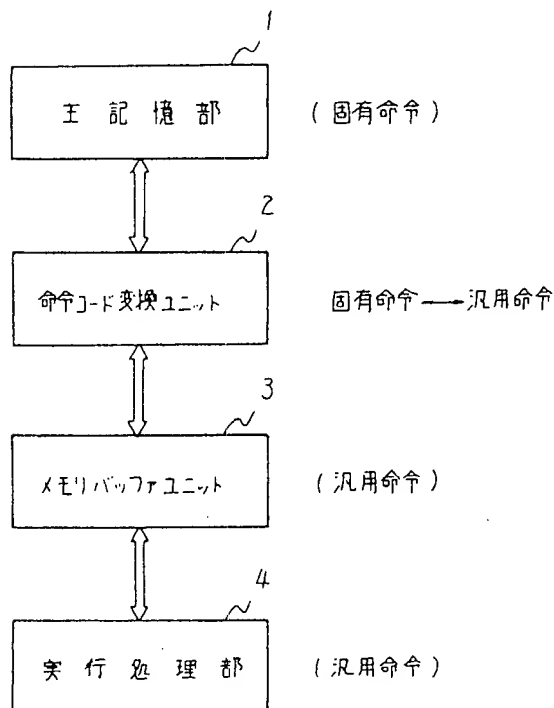 1
主記憶部 (固有命令)
2
命令コード変換ユニット 固有命令→汎用命令
3
メモリバッファユニット (汎用命令)
4
実行処理部 (汎用命令)